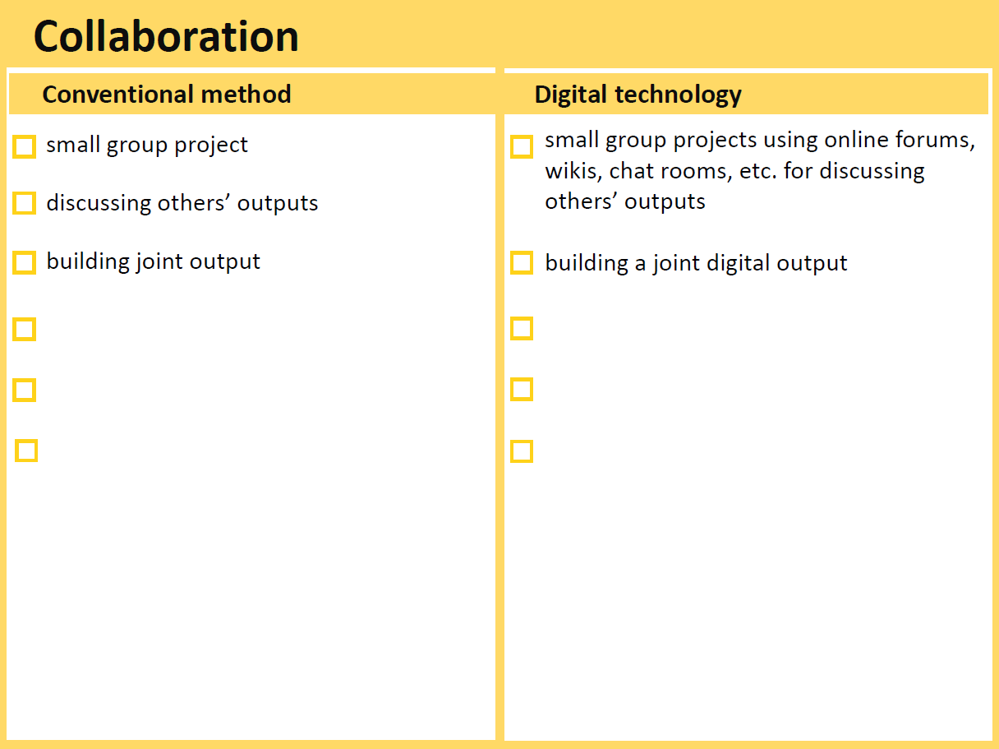 Collaboration
Conventional method
small group project
discussing others’ outputs
building joint output
Digital technology
small group projects using online forums,
wikis, chat rooms, etc. for discussing
others’ outputs
building a joint digital output